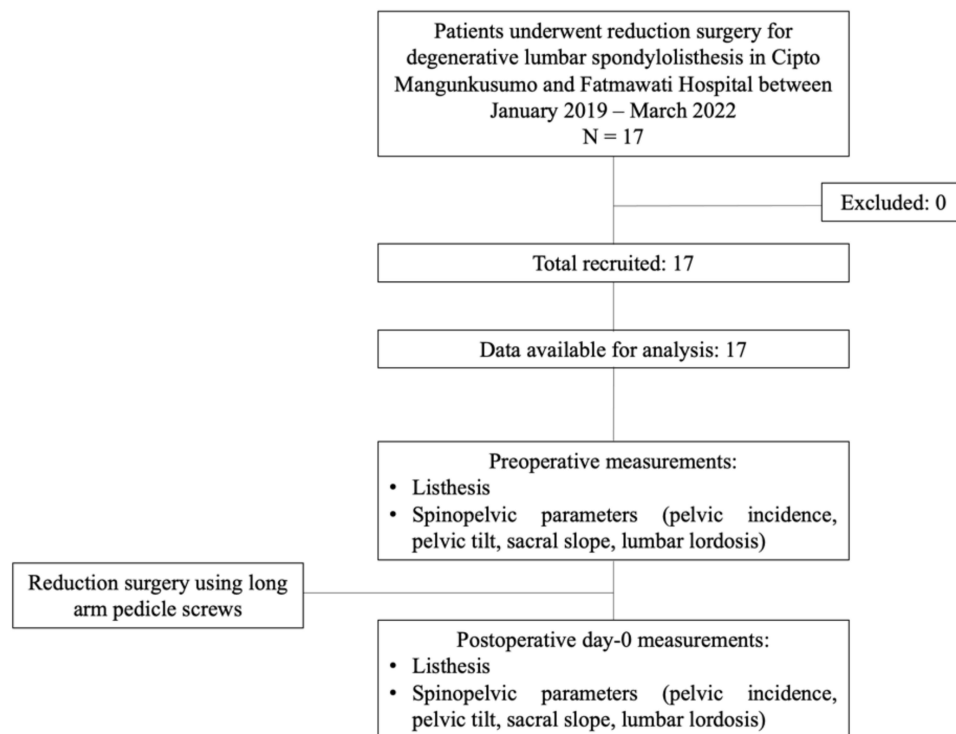 Patients underwent reduction surgery for
degenerative lumbar spondylolisthesis in Cipto
Mangunkusumo and Fatmawati Hospital between
January 2019 – March 2022
N = 17
Excluded: 0
Total recruited: 17
Data available for analysis: 17
Preoperative measurements:
• Listhesis
• Spinopelvic parameters (pelvic incidence,
pelvic tilt, sacral slope, lumbar lordosis)
Reduction surgery using long
arm pedicle screws
Postoperative day-0 measurements:
• Listhesis
• Spinopelvic parameters (pelvic incidence,
pelvic tilt, sacral slope, lumbar lordosis)